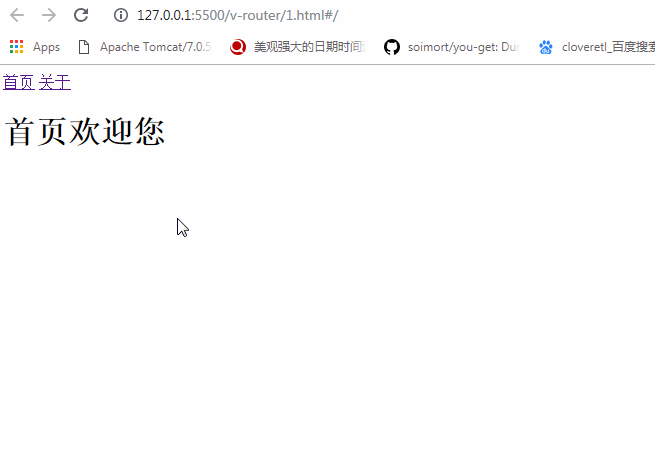 127.0.0.1:5500/v-router/1.html#/
Apps Apache Tomcat/7.0.5 美观强大的日期时间 soimort/you-get: Du cloveretl_百度搜索
首页 关于
首页欢迎您